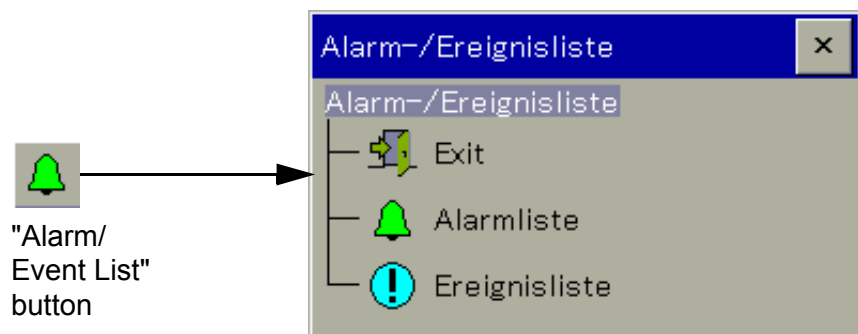 Alarm-/Ereignisliste
×
Alarm-/Ereignisliste
Exit
Alarmliste
Ereignisliste
"Alarm/
Event List"
button